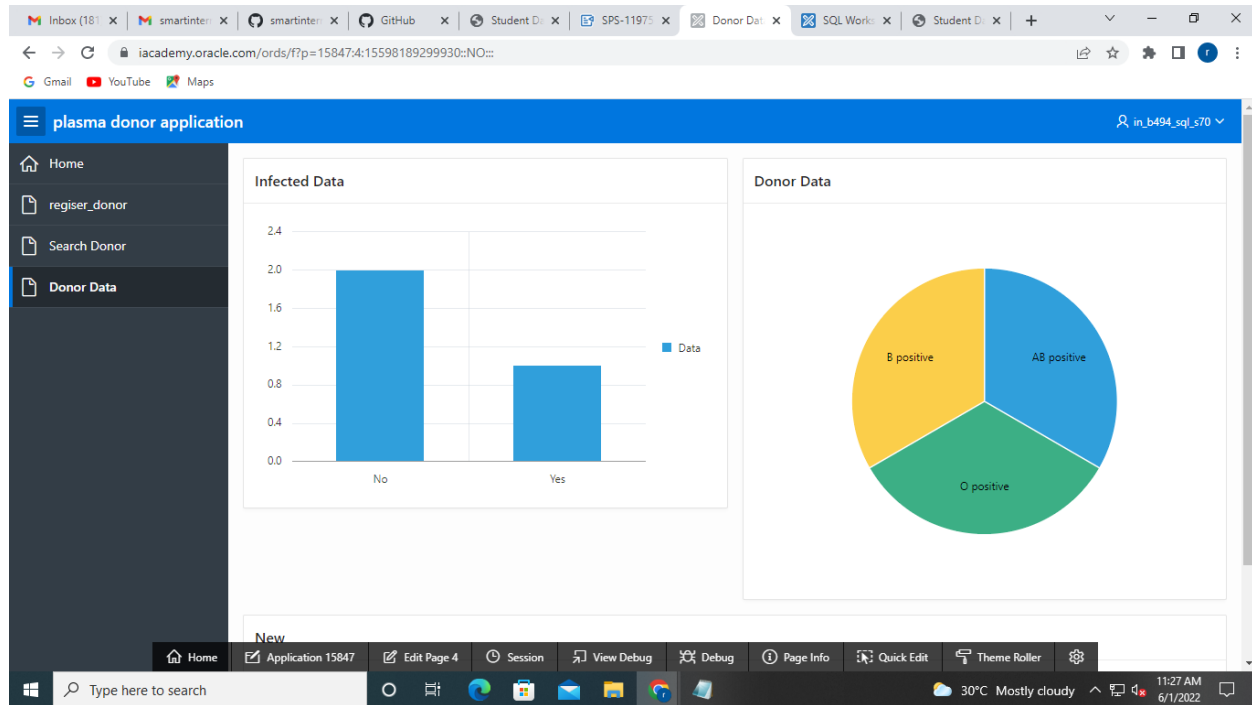 Inbox (181
smartintern
smartinter
GitHub
Student Da
SPS-11975
Donor Dat
SQL Works
Student Da
iacademy.oracle.com/ords/f?p=15847:4:15598189299930::NO:::
r
G Gmail YouTube Maps
plasma donor application
in_b494_sql_s70
Home
regiser_donor
Search Donor
Donor Data
Infected Data
2.4
2.0
1.6
1.2
0.8
0.4
0.0
No Yes
Data
Donor Data
B positive
AB positive
O positive
New
Home Application 15847 Edit Page 4 Session View Debug Debug Page Info Quick Edit Theme Roller
Type here to search
30°C Mostly cloudy
11:27 AM
6/1/2022